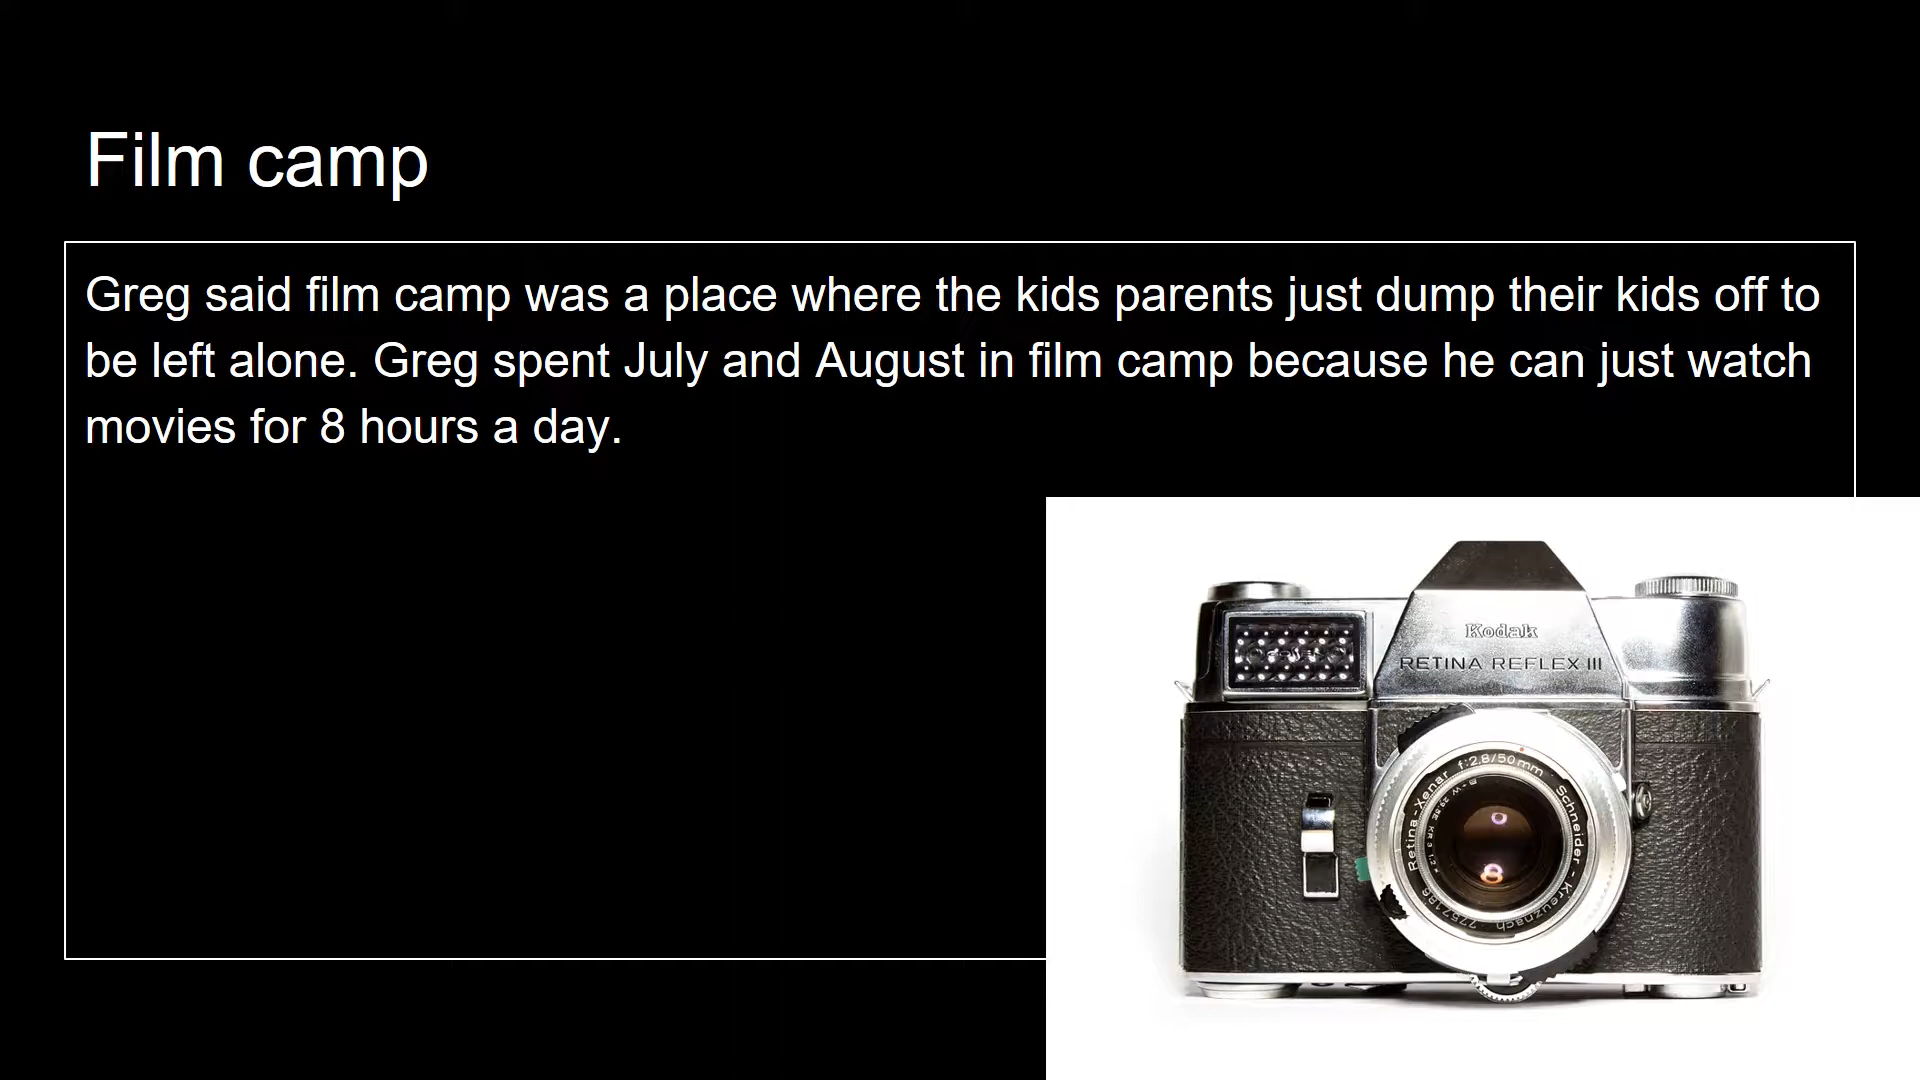 Film camp
Greg said film camp was a place where the kids parents just dump their kids off to
be left alone. Greg spent July and August in film camp because he can just watch
movies for 8 hours a day.
Kodak
RETINA REFLEX III
Retina-Xenar f:2,8/50mm Schneider-Kreuznach 7757186